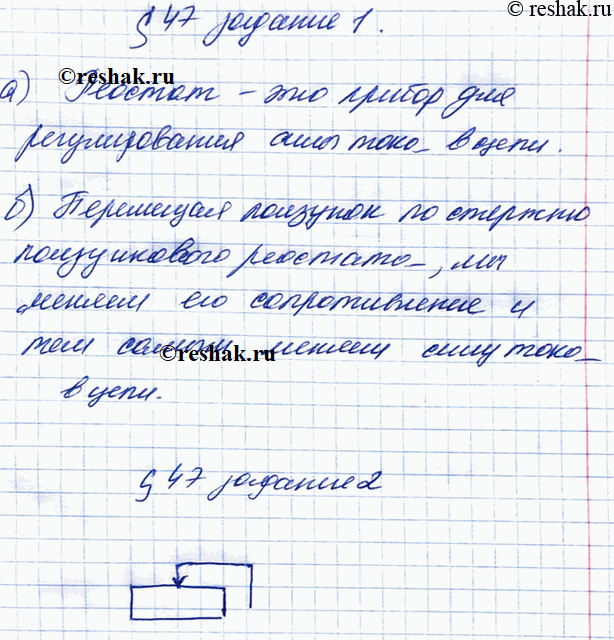 ©reshak.ru
§ 47 задание 1.
©reshak.ru
а) Реостат – это прибор для
регулирования силы тока в цепи.
б) Перемещая ползунок по стержню
ползункового реостата, мы
меняем его сопротивление и
тем самым меняем силу тока
©reshak.ru
в цепи.
§ 47 задание 2